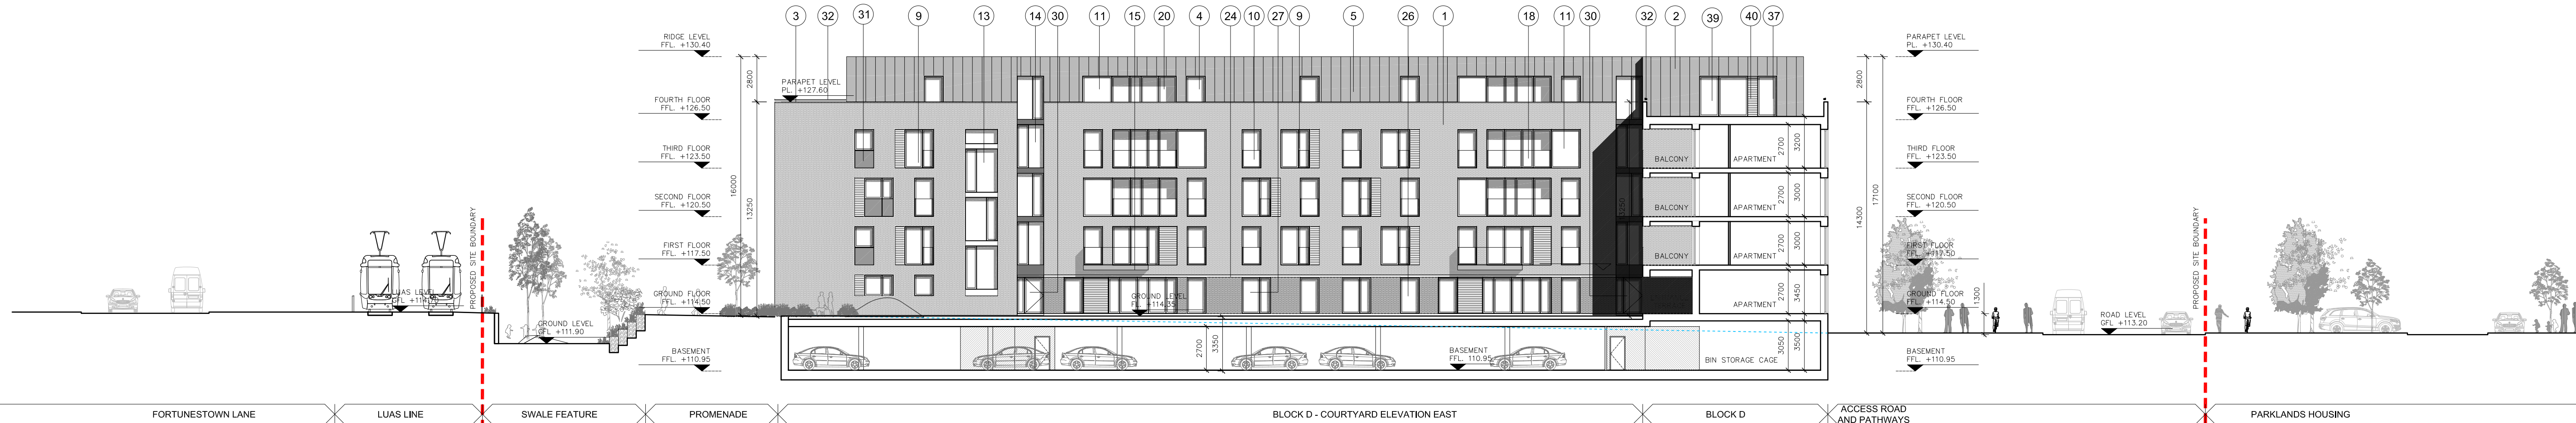 3 32 31 9 13 14 30 11 15 20 4 24 10 27 9 5 26 1 18 11 30 32 2 39 40 37
RIDGE LEVEL
FFL. +130.40
FOURTH FLOOR
FFL. +126.50
THIRD FLOOR
FFL. +123.50
SECOND FLOOR
FFL. +120.50
FIRST FLOOR
FFL. +117.50
GROUND FLOOR
FFL. +114.50
BASEMENT
FFL. +110.95
2800
16000
13250
PARAPET LEVEL
PL. +127.60
PROPOSED SITE BOUNDARY
LUAS LEVEL
GROUND LEVEL
GFL +111.90
GROUND LEVEL
FL. +114.35
2700
3350
BASEMENT
FFL. 110.95
3250
BALCONY
APARTMENT
2700
3200
BALCONY
APARTMENT
2700
3000
BALCONY
APARTMENT
2700
3000
APARTMENT
2700
3450
BIN STORAGE CAGE
3050
3500
2800
14300
17100
PARAPET LEVEL
PL. +130.40
FOURTH FLOOR
FFL. +126.50
THIRD FLOOR
FFL. +123.50
SECOND FLOOR
FFL. +120.50
FIRST FLOOR
FFL. +117.50
GROUND FLOOR
FFL. +114.50
1300
BASEMENT
FFL. +110.95
ROAD LEVEL
GFL +113.20
PROPOSED SITE BOUNDARY
FORTUNESTOWN LANE
LUAS LINE
SWALE FEATURE
PROMENADE
BLOCK D - COURTYARD ELEVATION EAST
BLOCK D
ACCESS ROAD
AND PATHWAYS
PARKLANDS HOUSING